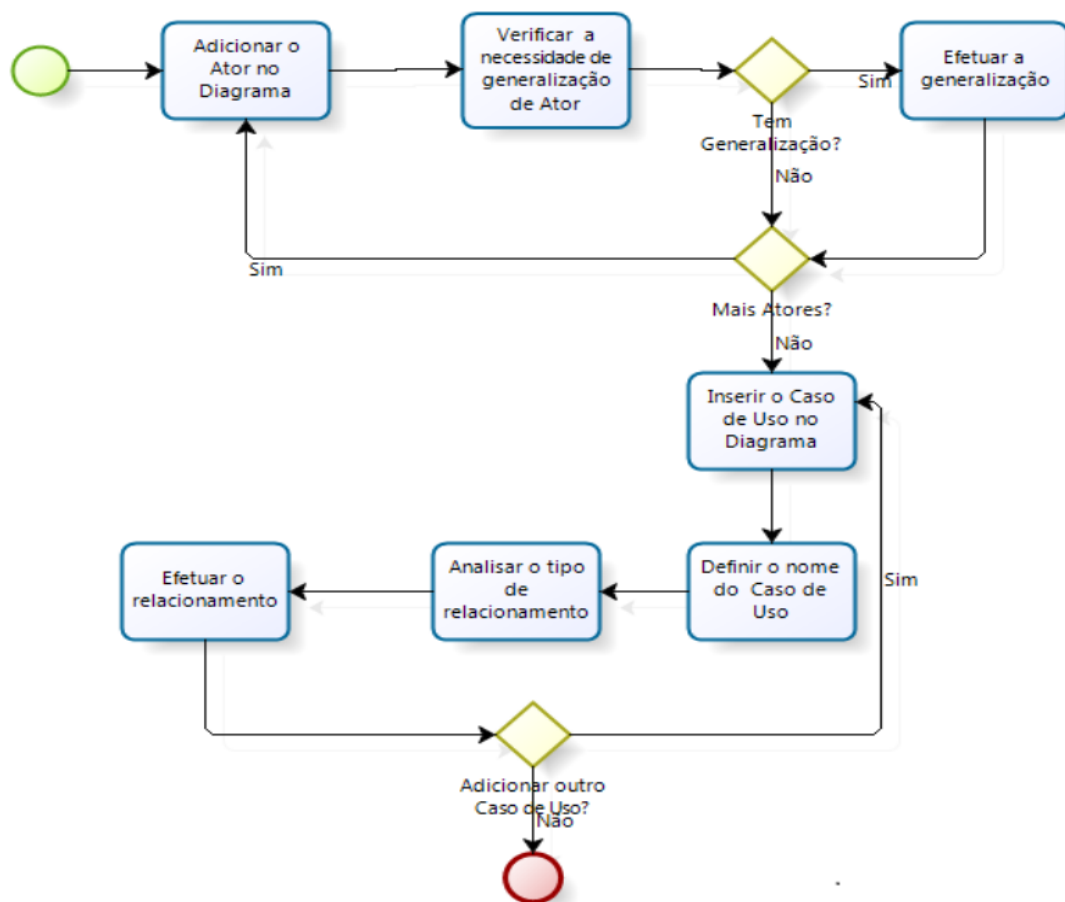 Adicionar o
Ator no
Diagrama
Verificar a
necessidade de
generalização
de Ator
Tem
Generalização?
Sim
Efetuar a
generalização
Não
Sim
Mais Atores?
Não
Inserir o Caso
de Uso no
Diagrama
Definir o nome
do Caso de
Uso
Analisar o tipo
de
relacionamento
Efetuar o
relacionamento
Sim
Adicionar outro
Caso de Uso?
Não